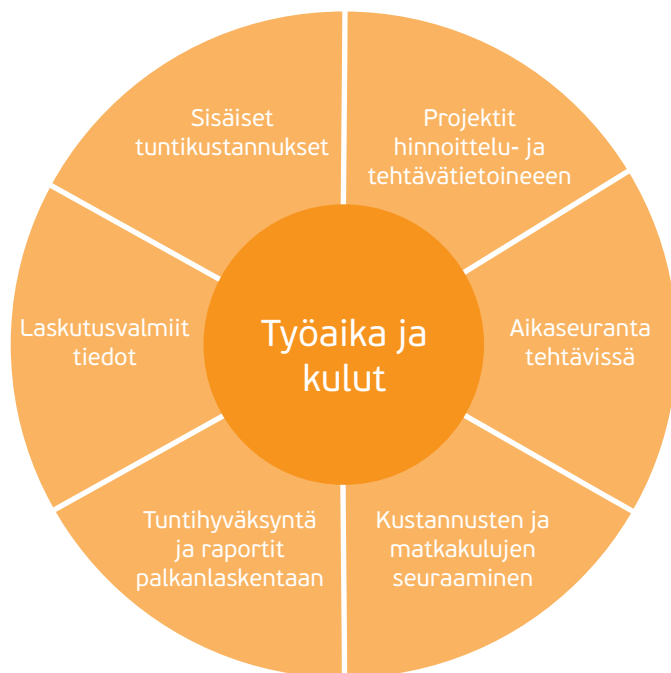 Sisäiset
tuntikustannukset
Projektit
hinnoittelu- ja
tehtävätietoineeen
Laskutusvalmiit
tiedot
Työaika ja
kulut
Aikaseuranta
tehtävissä
Tuntihyväksyntä
ja raportit
palkanlaskentaan
Kustannusten ja
matkakulujen
seuraaminen